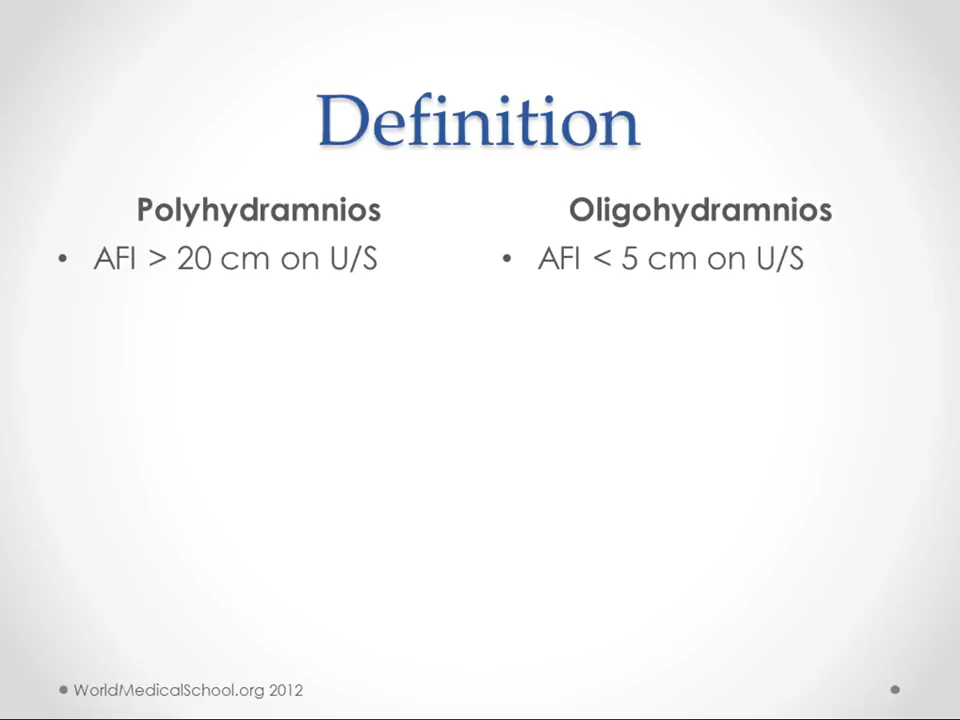 Definition
Polyhydramnios
• AFI > 20 cm on U/S
Oligohydramnios
• AFI < 5 cm on U/S
WorldMedicalSchool.org 2012